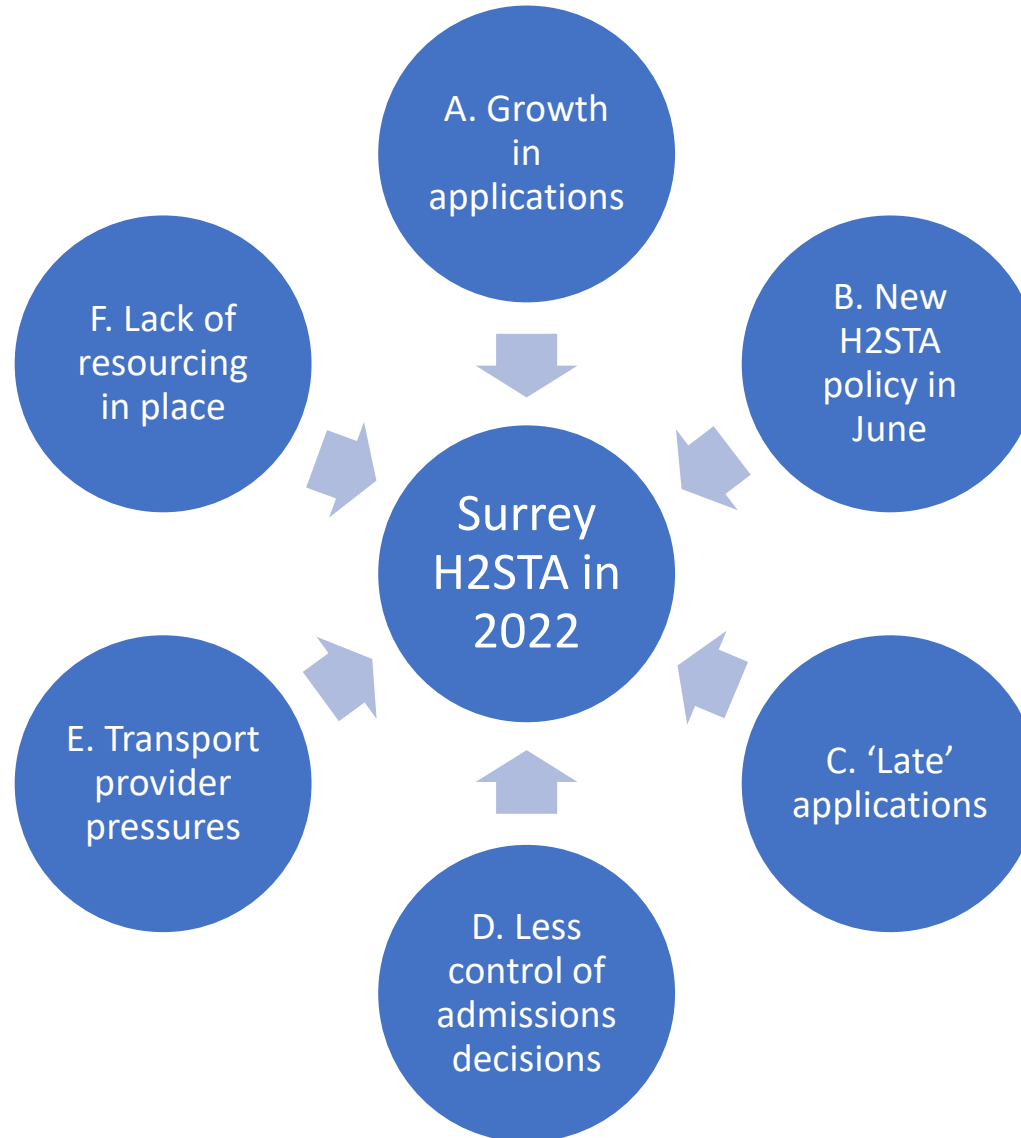 A. Growth
in
applications
B. New
H2STA
policy in
June
C. ‘Late’
applications
D. Less
control of
admissions
decisions
E. Transport
provider
pressures
F. Lack of
resourcing
in place
Surrey
H2STA in
2022